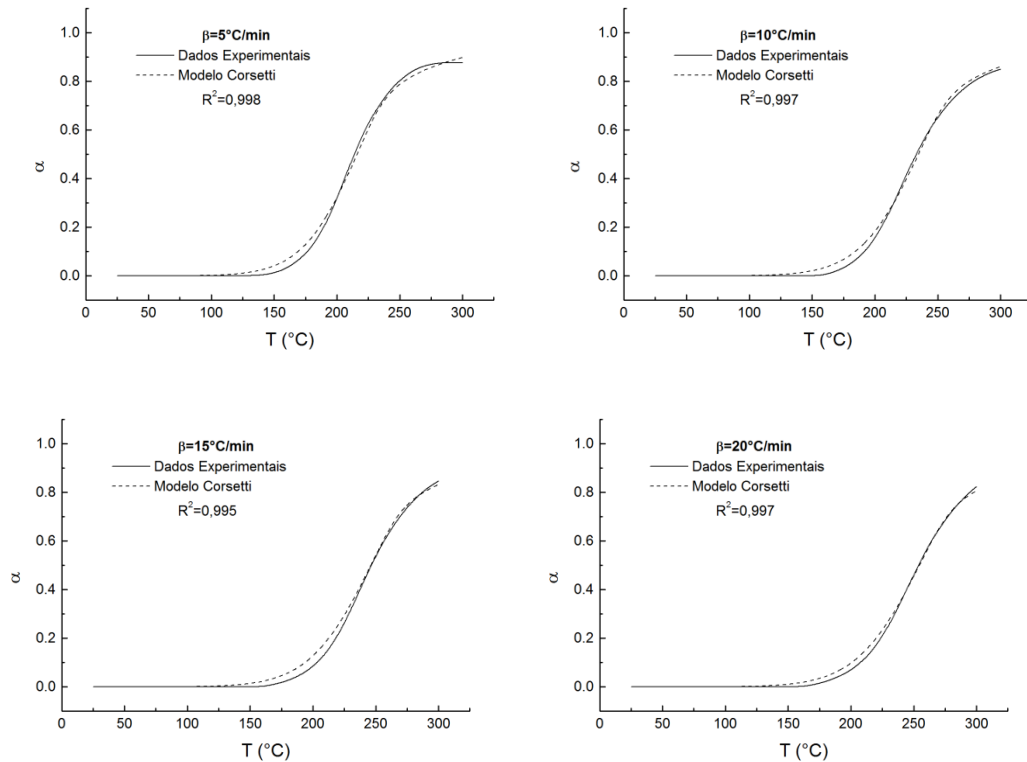 β=5°C/min
Dados Experimentais
Modelo Corsetti
R²=0,998
1.0
0.8
0.6
0.4
0.2
0.0
α
0 50 100 150 200 250 300
T (°C)
β=10°C/min
Dados Experimentais
Modelo Corsetti
R²=0,997
1.0
0.8
0.6
0.4
0.2
0.0
α
0 50 100 150 200 250 300
T (°C)
β=15°C/min
Dados Experimentais
Modelo Corsetti
R²=0,995
1.0
0.8
0.6
0.4
0.2
0.0
α
0 50 100 150 200 250 300
T (°C)
β=20°C/min
Dados Experimentais
Modelo Corsetti
R²=0,997
1.0
0.8
0.6
0.4
0.2
0.0
α
0 50 100 150 200 250 300
T (°C)